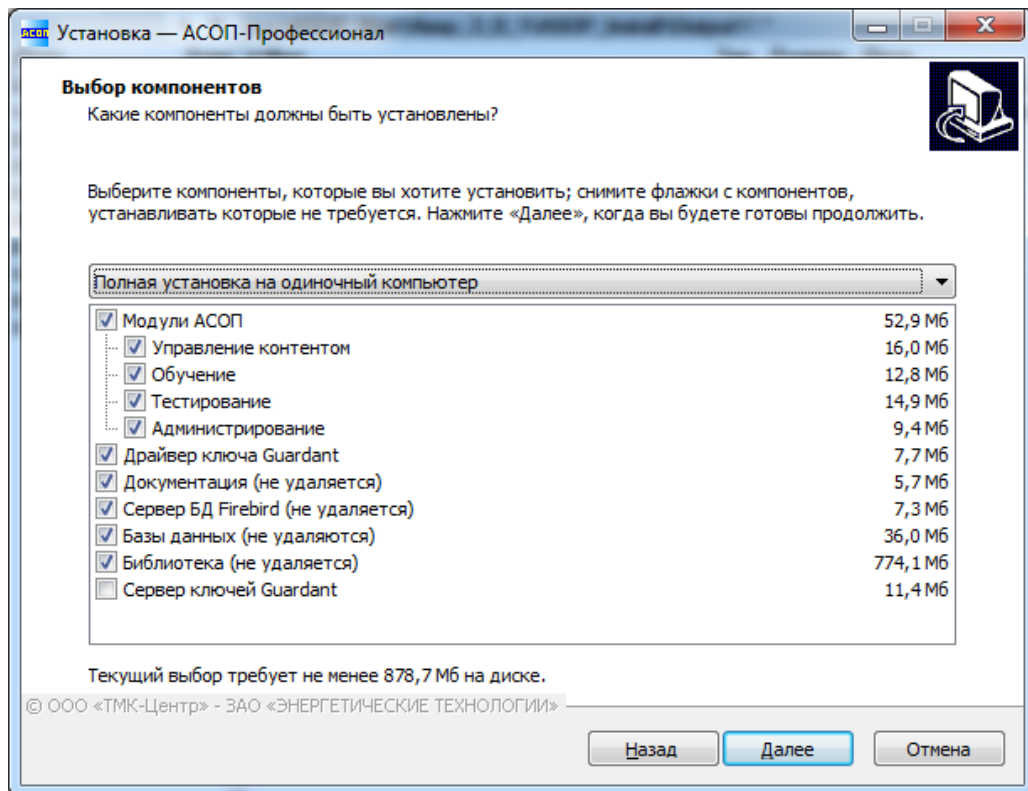 АСОП Установка — АСОП-Профессионал
Выбор компонентов
Какие компоненты должны быть установлены?
Выберите компоненты, которые вы хотите установить; снимите флажки с компонентов,
устанавливать которые не требуется. Нажмите «Далее», когда вы будете готовы продолжить.
Полная установка на одиночный компьютер
Модули АСОП 52,9 Мб
Управление контентом 16,0 Мб
Обучение 12,8 Мб
Тестирование 14,9 Мб
Администрирование 9,4 Мб
Драйвер ключа Guardant 7,7 Мб
Документация (не удаляется) 5,7 Мб
Сервер БД Firebird (не удаляется) 7,3 Мб
Базы данных (не удаляются) 36,0 Мб
Библиотека (не удаляется) 774,1 Мб
Сервер ключей Guardant 11,4 Мб
Текущий выбор требует не менее 878,7 Мб на диске.
© ООО «ТМК-Центр» - ЗАО «ЭНЕРГЕТИЧЕСКИЕ ТЕХНОЛОГИИ»
Назад Далее Отмена